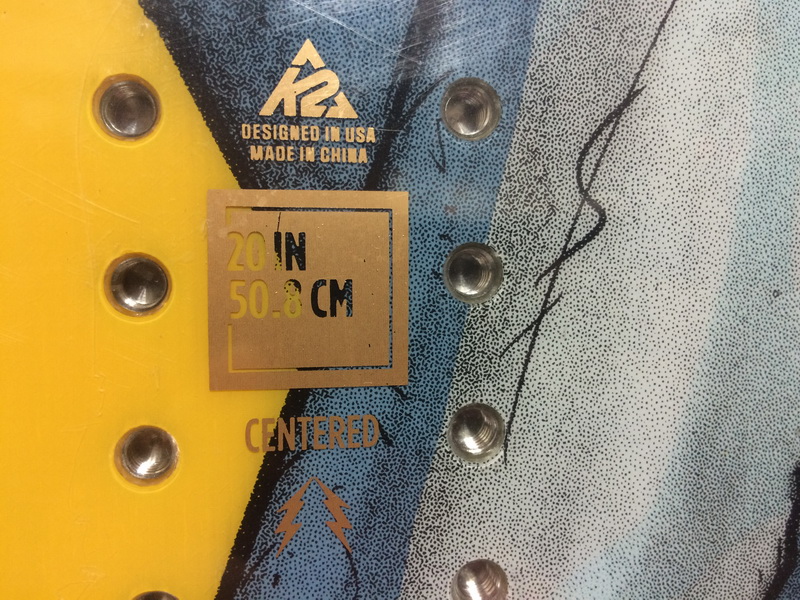 K2
DESIGNED IN USA
MADE IN CHINA
20 IN
50.8 CM
CENTERED